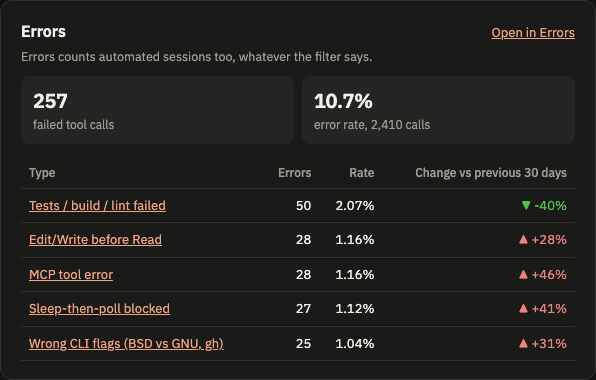 Errors
Open in Errors
Errors counts automated sessions too, whatever the filter says.
257
failed tool calls
10.7%
error rate, 2,410 calls
Type Errors Rate Change vs previous 30 days
Tests / build / lint failed 50 2.07% ▼ -40%
Edit/Write before Read 28 1.16% ▲ +28%
MCP tool error 28 1.16% ▲ +46%
Sleep-then-poll blocked 27 1.12% ▲ +41%
Wrong CLI flags (BSD vs GNU, gh) 25 1.04% ▲ +31%